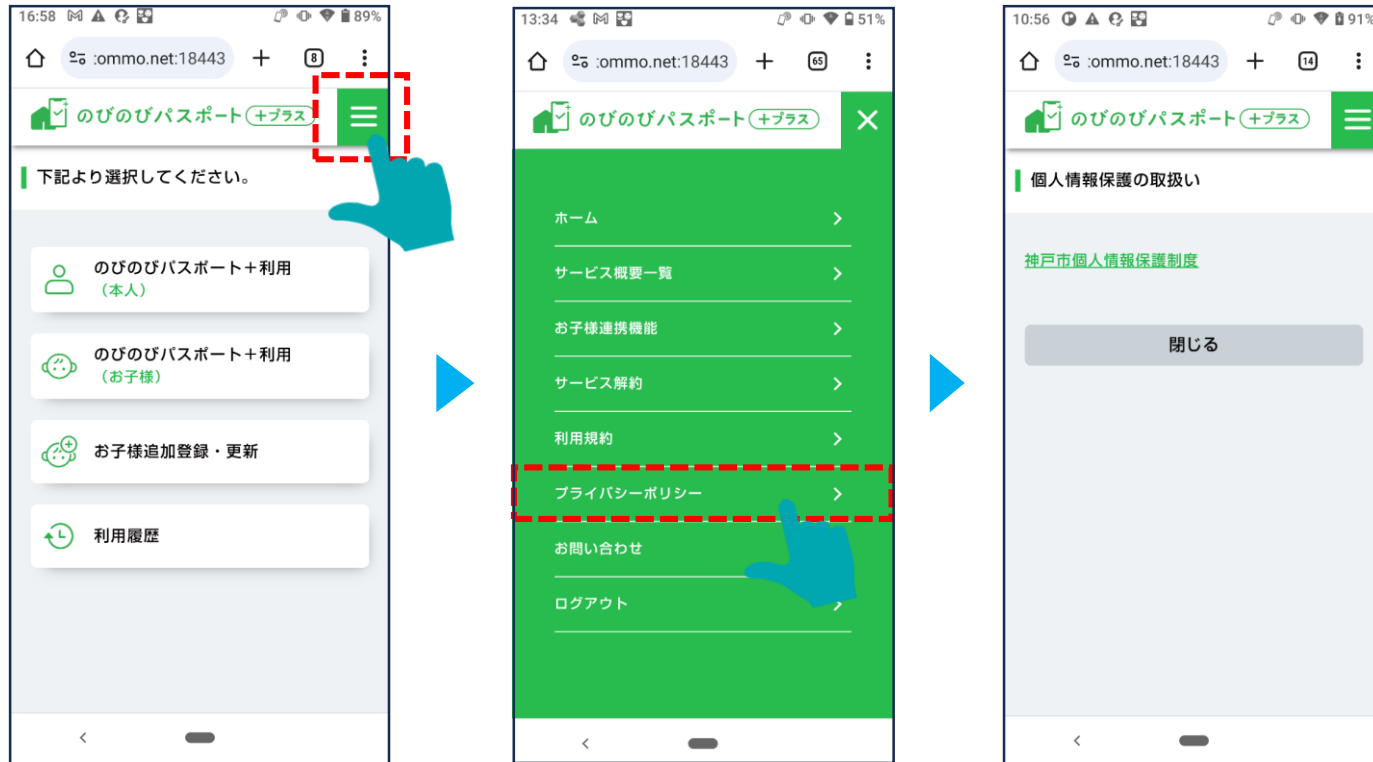 16:58 89%
:ommo.net:18443 8
のびのびパスポート +プラス
下記より選択してください。
のびのびパスポート+利用
(本人)
のびのびパスポート+利用
(お子様)
お子様追加登録・更新
利用履歴
13:34 51%
:ommo.net:18443 65
のびのびパスポート +プラス
ホーム
サービス概要一覧
お子様連携機能
サービス解約
利用規約
プライバシーポリシー
お問い合わせ
ログアウト
10:56 91%
:ommo.net:18443 14
のびのびパスポート +プラス
個人情報保護の取扱い
神戸市個人情報保護制度
閉じる